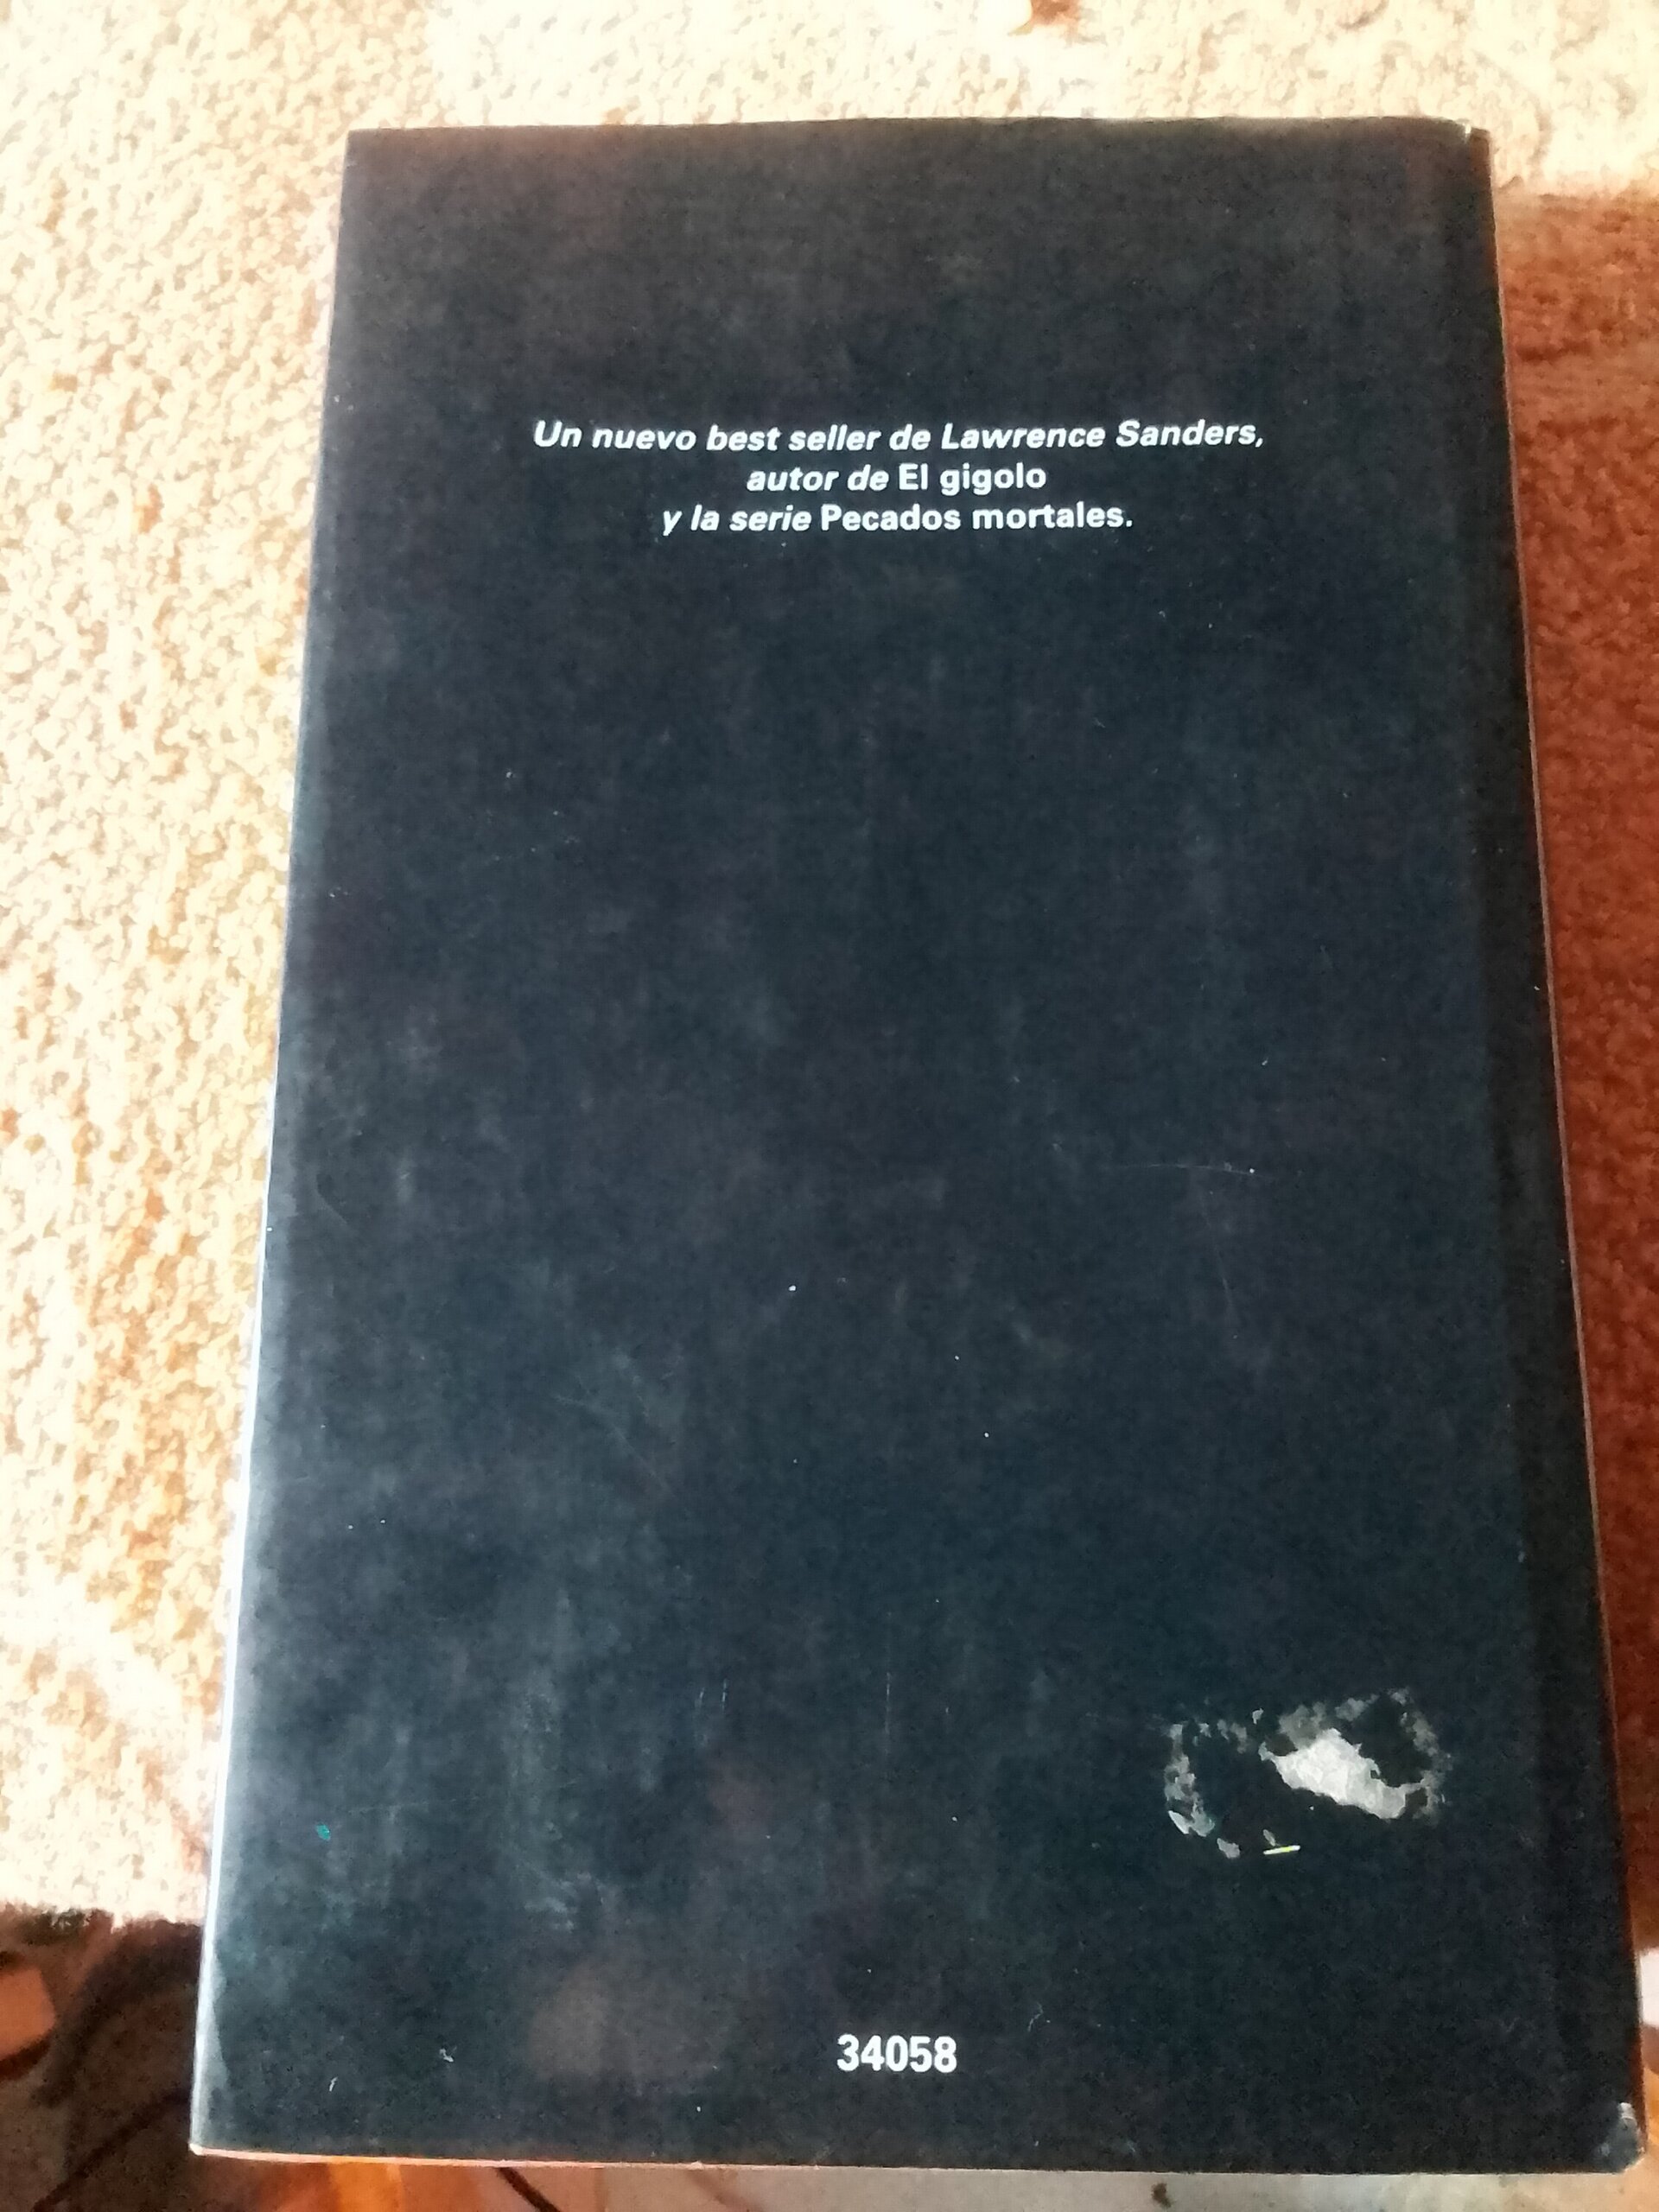 Un nuevo best seller de Lawrence Sanders,
autor de El gigolo
y la serie Pecados mortales.
34058